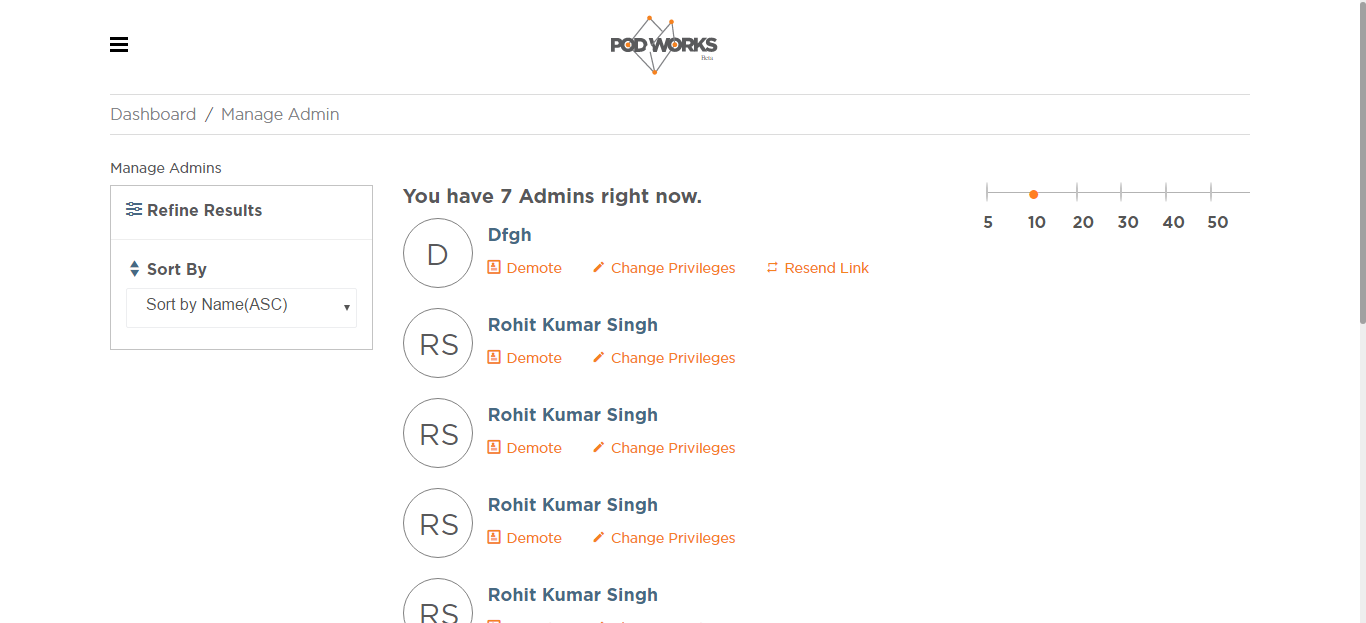 POD WORKS
Beta
Dashboard / Manage Admin
Manage Admins
Refine Results
Sort By
Sort by Name(ASC)
You have 7 Admins right now.
5 10 20 30 40 50
D
Dfgh
Demote Change Privileges Resend Link
RS
Rohit Kumar Singh
Demote Change Privileges
RS
Rohit Kumar Singh
Demote Change Privileges
RS
Rohit Kumar Singh
Demote Change Privileges
RS
Rohit Kumar Singh